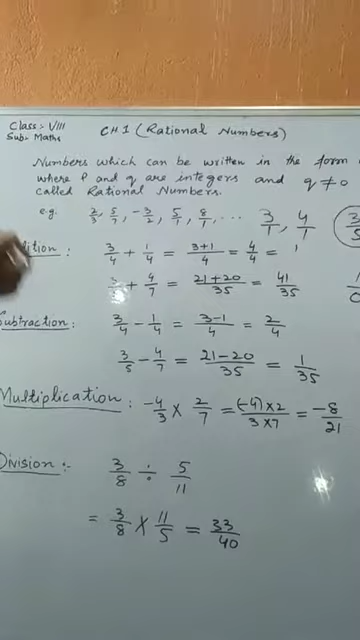 Class :- VIII
Sub:- Maths
CH 1 (Rational Numbers)
Numbers which can be written in the form
where P and q are integers and q ≠ 0
called Rational Numbers.
e.g. 2/3, 5/7, -3/2, 5/1, 8/1, ... 3/1, 4/1
3/4 + 1/4 = 3+1/4 = 4/4 = 1
+ 4/7 = 21+20/35 = 41/35
Subtraction : 3/4 - 1/4 = 3-1/4 = 2/4
3/5 - 4/7 = 21-20/35 = 1/35
Multiplication : -4/3 × 2/7 = (-4)×2/3×7 = -8/21
Division :- 3/8 ÷ 5/11
= 3/8 × 11/5 = 33/40